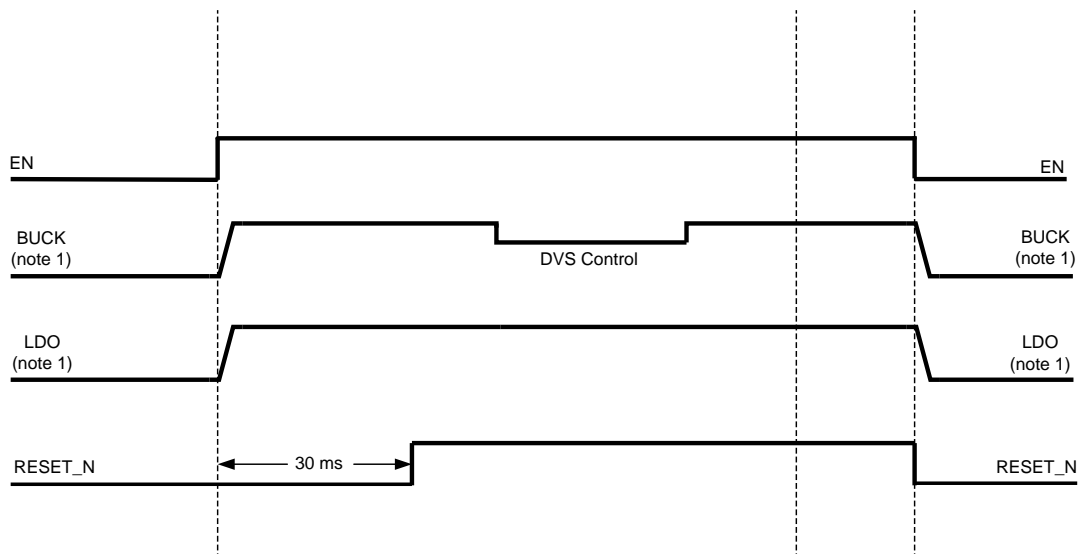 EN
EN
BUCK
(note 1)
DVS Control
BUCK
(note 1)
LDO
(note 1)
LDO
(note 1)
30 ms
RESET_N
RESET_N